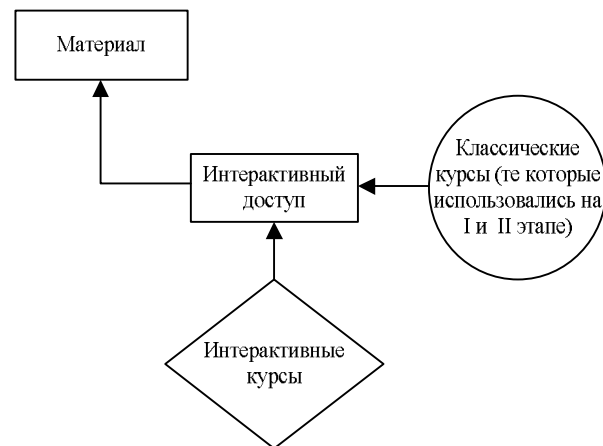 Материал
Интерактивный
доступ
Классические
курсы (те которые
использовались на
I и II этапе)
Интерактивные
курсы